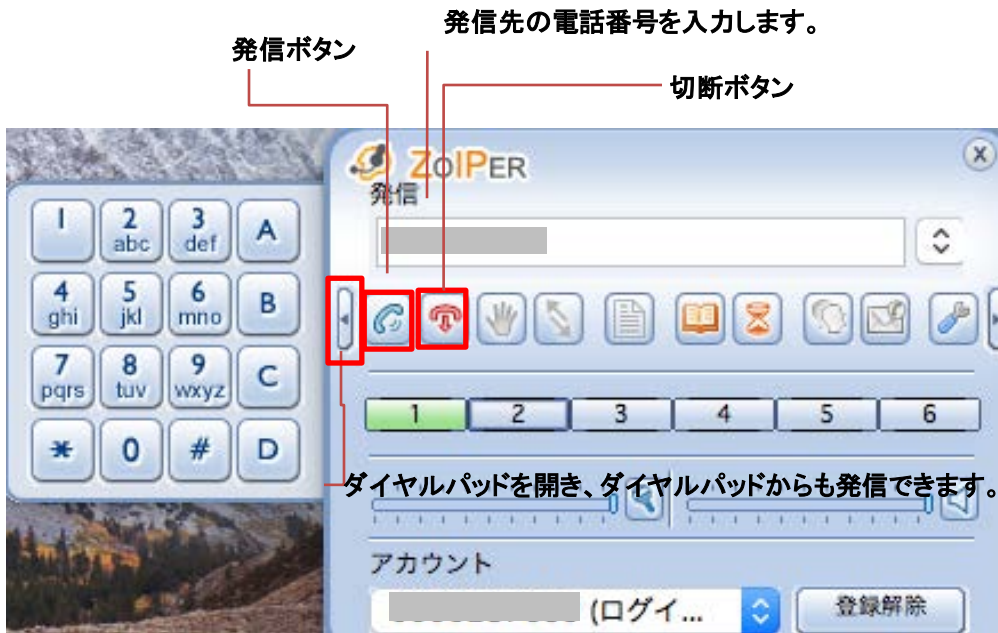 発信先の電話番号を入力します。
発信ボタン
切断ボタン
ZoIPER
発信
1
2 abc
3 def
A
4 ghi
5 jkl
6 mno
B
7 pqrs
8 tuv
9 wxyz
C
* 0 # D
1 2 3 4 5 6
ダイヤルパッドを開き、ダイヤルパッドからも発信できます。
アカウント
(ログイ... 登録解除